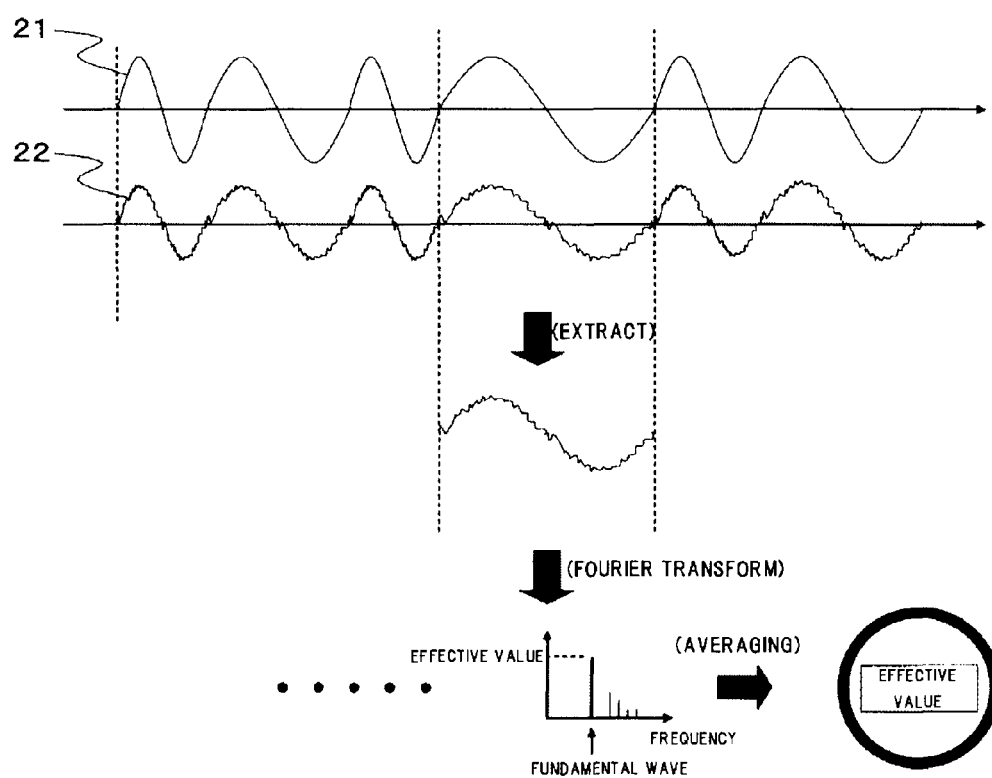 21
22
(EXTRACT)
(FOURIER TRANSFORM)
EFFECTIVE VALUE
(AVERAGING)
EFFECTIVE
VALUE
FREQUENCY
FUNDAMENTAL WAVE